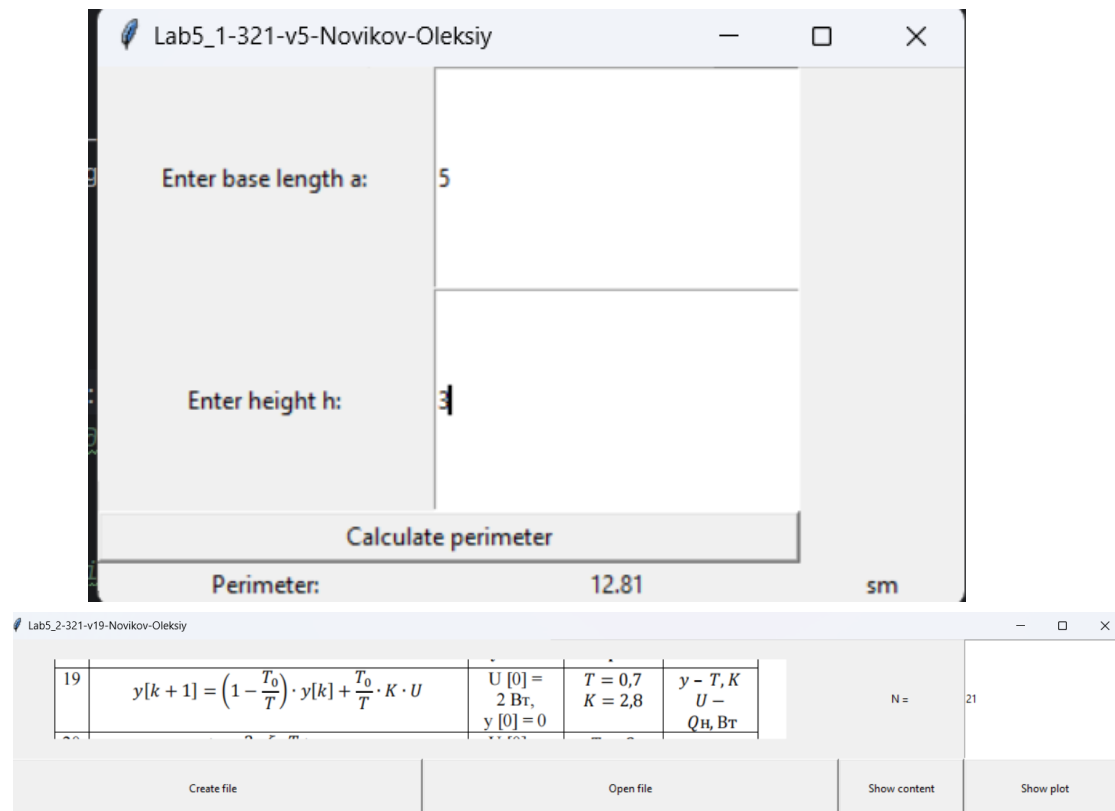 Lab5_1-321-v5-Novikov-Oleksiy
Enter base length a: 5
Enter height h: 3
Calculate perimeter
Perimeter: 12.81 sm
Lab5_2-321-v19-Novikov-Oleksiy
19 y[k + 1] = (1 − T₀/T) · y[k] + T₀/T · K · U
U [0] =
2 Вт,
y [0] = 0
T = 0,7
K = 2,8
y – T, K
U –
Qн, Вт
N = 21
Create file Open file Show content Show plot